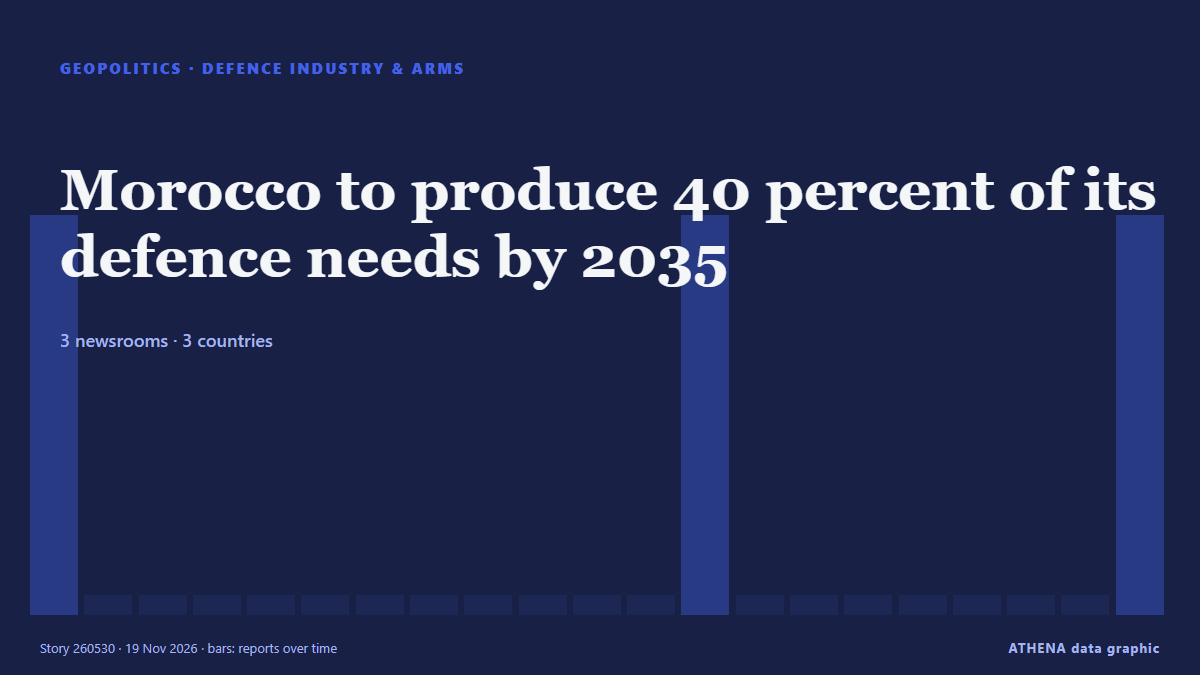 GEOPOLITICS · DEFENCE INDUSTRY & ARMS
Morocco to produce 40 percent of its
defence needs by 2035
3 newsrooms · 3 countries
Story 260530 · 19 Nov 2026 · bars: reports over time
ATHENA data graphic